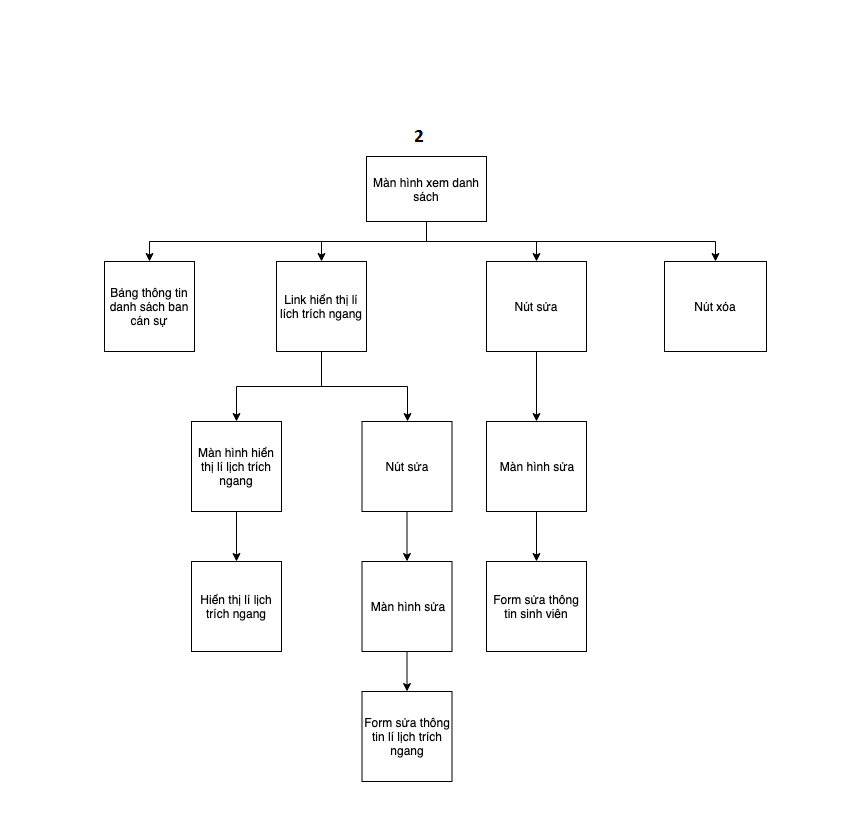 2
Màn hình xem danh
sách
Bảng thông tin
danh sách ban
cán sự
Link hiển thị lí
lích trích ngang
Nút sửa
Nút xóa
Màn hình hiển
thị lí lịch trích
ngang
Nút sửa
Màn hình sửa
Hiển thị lí lịch
trích ngang
Màn hình sửa
Form sửa thông
tin sinh viên
Form sửa thông
tin lí lịch trích
ngang